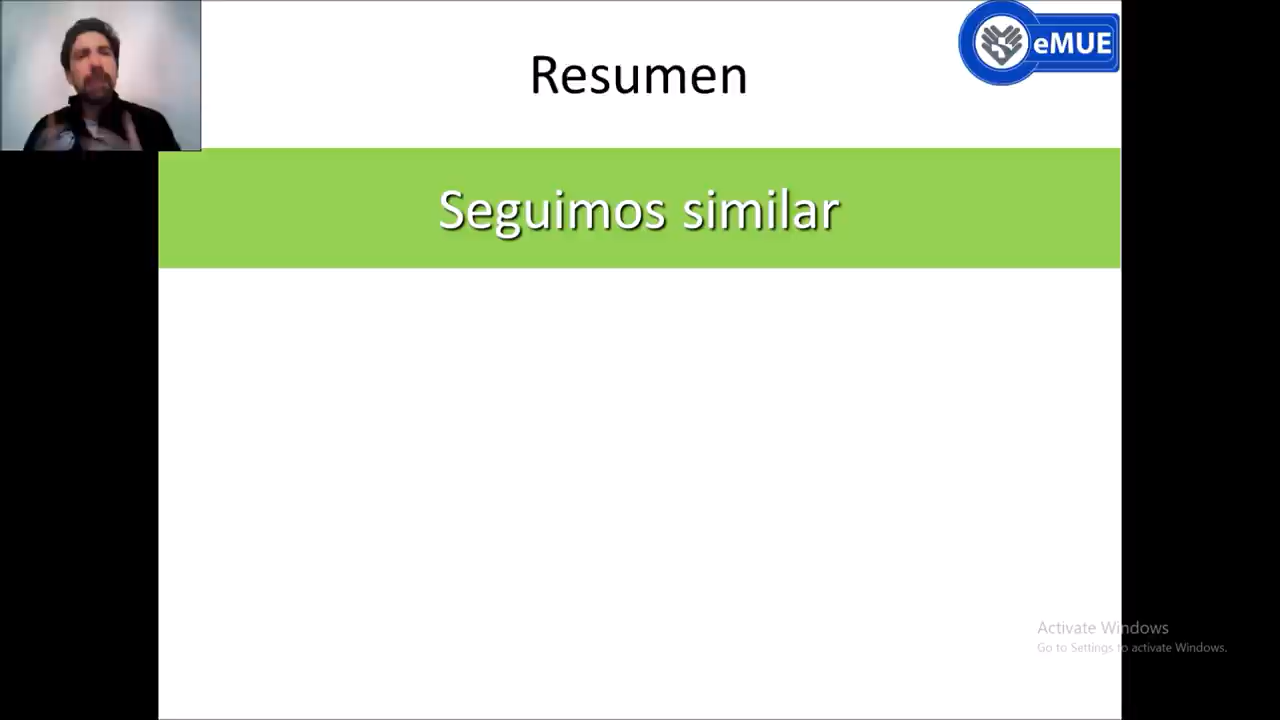 Resumen
eMUE
Seguimos similar
Activate Windows
Go to Settings to activate Windows.